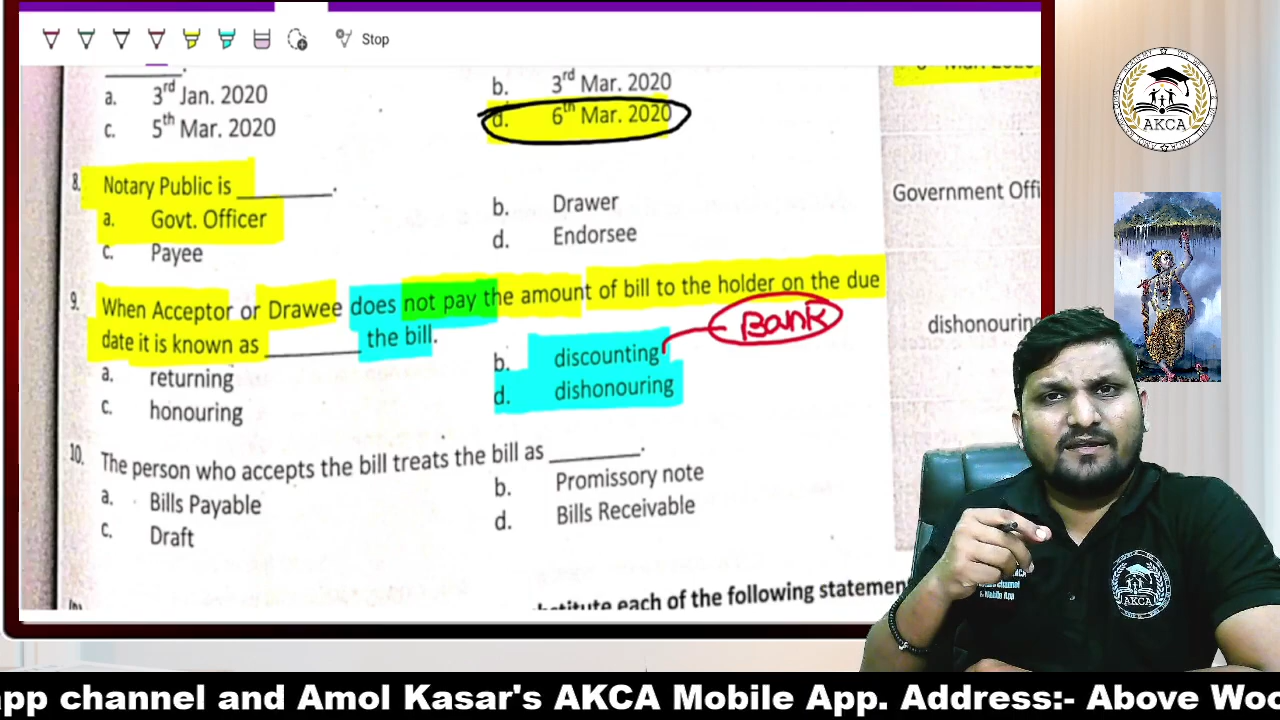 Stop
a. 3rd Jan. 2020
b. 3rd Mar. 2020
c. 5th Mar. 2020
d. 6th Mar. 2020
8. Notary Public is ________.
a. Govt. Officer
b. Drawer
c. Payee
d. Endorsee
Government Offi
9. When Acceptor or Drawee does not pay the amount of bill to the holder on the due
date it is known as ________ the bill.
Bank
a. returning
b. discounting
c. honouring
d. dishonouring
dishonouring
10. The person who accepts the bill treats the bill as ________.
a. Bills Payable
b. Promissory note
c. Draft
d. Bills Receivable
each of the following statemen
AKCA
AKCA
app channel and Amol Kasar's AKCA Mobile App. Address:- Above Woo